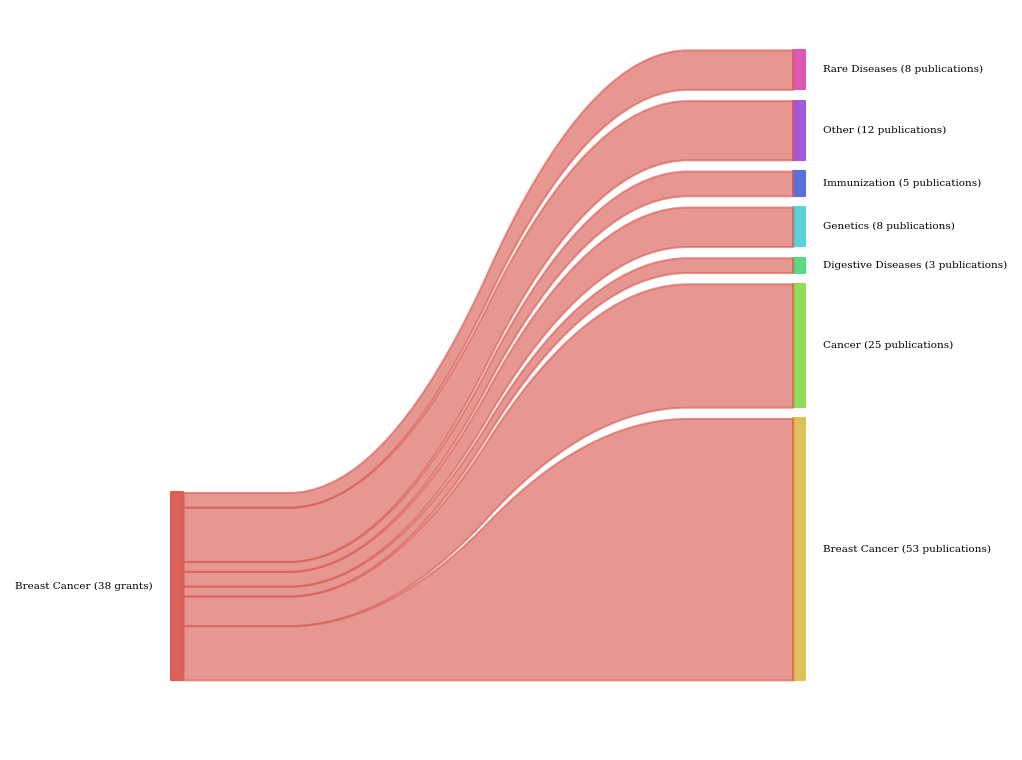 Rare Diseases (8 publications)
Other (12 publications)
Immunization (5 publications)
Genetics (8 publications)
Digestive Diseases (3 publications)
Cancer (25 publications)
Breast Cancer (53 publications)
Breast Cancer (38 grants)